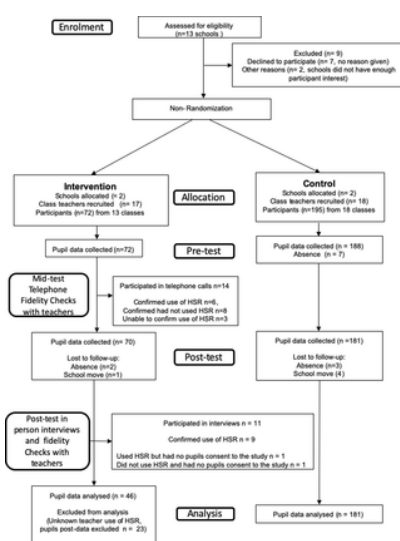 Enrolment
Assessed for eligibility
(n=13 schools)
Excluded (n= 9)
Declined to participate (n= 7, no reason given)
Other reasons (n= 2, schools did not have enough
participant interest)
Non- Randomization
Intervention
Schools allocated (n= 2)
Class teachers recruited (n= 17)
Participants (n=72) from 13 classes
Allocation
Control
Schools allocated (n= 2)
Class teachers recruited (n= 18)
Participants (n=195) from 18 classes
Pupil data collected (n=72)
Pre-test
Pupil data collected (n = 188)
Absence (n = 7)
Mid-test
Telephone
Fidelity Checks
with teachers
Participated in telephone calls n=14
Confirmed use of HSR n=6,
Confirmed had not used HSR n=8
Unable to confirm use of HSR n=3
Pupil data collected (n= 70)
Lost to follow-up:
Absence (n=2)
School move (n=1)
Post-test
Pupil data collected (n =181)
Lost to follow-up:
Absence (n=3)
School move (4)
Post-test in
person interviews
and fidelity
Checks with
teachers
Participated in interviews n = 11
Confirmed use of HSR n = 9
Used HSR but had no pupils consent to the study n = 1
Did not use HSR and had no pupils consent to the study n = 1
Pupil data analysed (n = 46)
Excluded from analysis
(Unknown teacher use of HSR,
pupils post-data excluded n = 23)
Analysis
Pupil data analysed (n = 181)